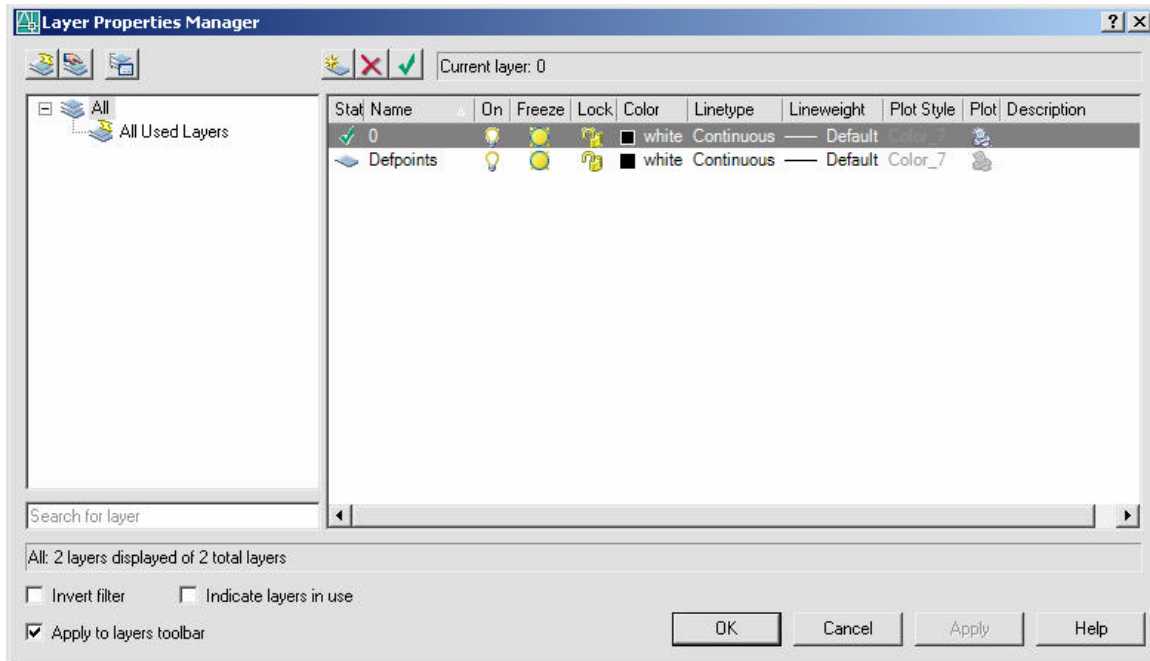 Layer Properties Manager
Current layer: 0
All
All Used Layers
Stat Name On Freeze Lock Color Linetype Lineweight Plot Style Plot Description
0 white Continuous Default Color_7
Defpoints white Continuous Default Color_7
Search for layer
All: 2 layers displayed of 2 total layers
Invert filter Indicate layers in use
Apply to layers toolbar
OK Cancel Apply Help